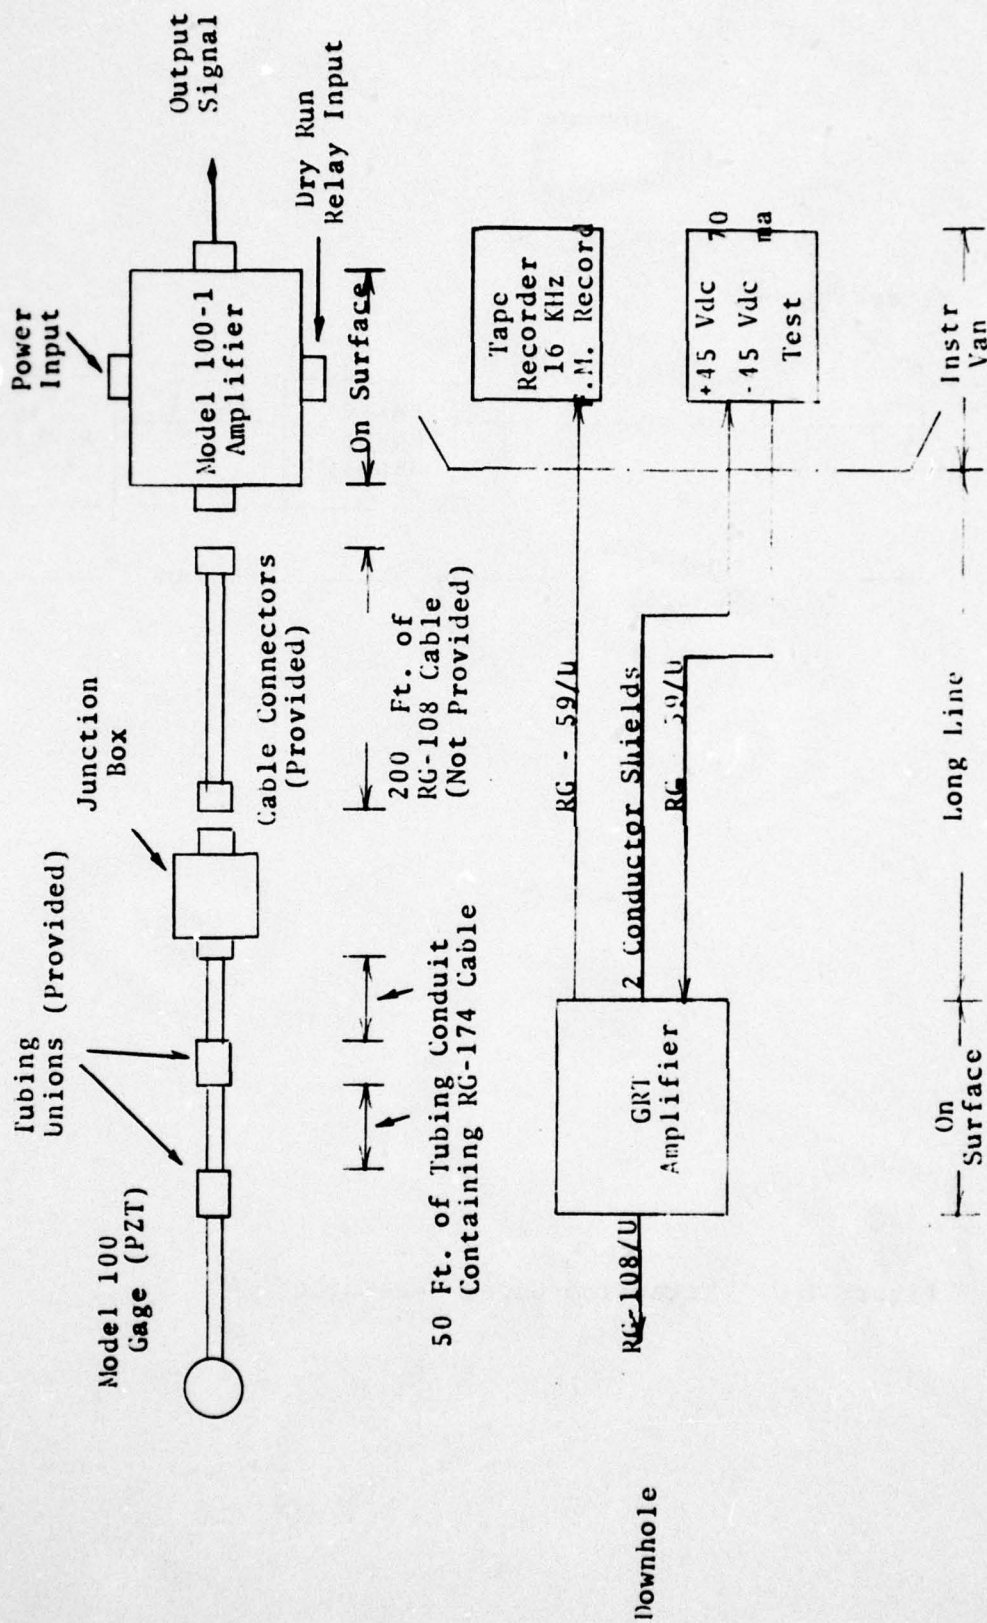 Tubing
Unions (Provided)
Model 100
Gage (PZT)
Junction
Box
Power
Input
Model 100-1
Amplifier
Output
Signal
Dry Run
Relay Input
Cable Connectors
(Provided)
50 Ft. of Tubing Conduit
Containing RG-174 Cable
200 Ft. of
RG-108 Cable
(Not Provided)
On Surface
Downhole
RG-108/U
GRT
Amplifier
RG - 59/U
2 Conductor Shields
RG - 59/U
Tape
Recorder
16 KHz
F.M. Record
+45 Vdc 70
-45 Vdc ma
Test
On
Surface
Long Line
Instr
Van